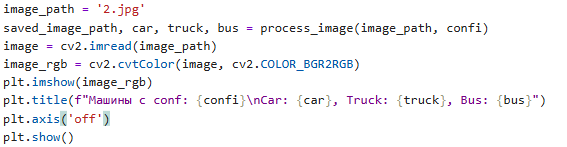 image_path = '2.jpg'
saved_image_path, car, truck, bus = process_image(image_path, confi)
image = cv2.imread(image_path)
image_rgb = cv2.cvtColor(image, cv2.COLOR_BGR2RGB)
plt.imshow(image_rgb)
plt.title(f"Машины с conf: {confi}\nCar: {car}, Truck: {truck}, Bus: {bus}")
plt.axis('off')
plt.show()